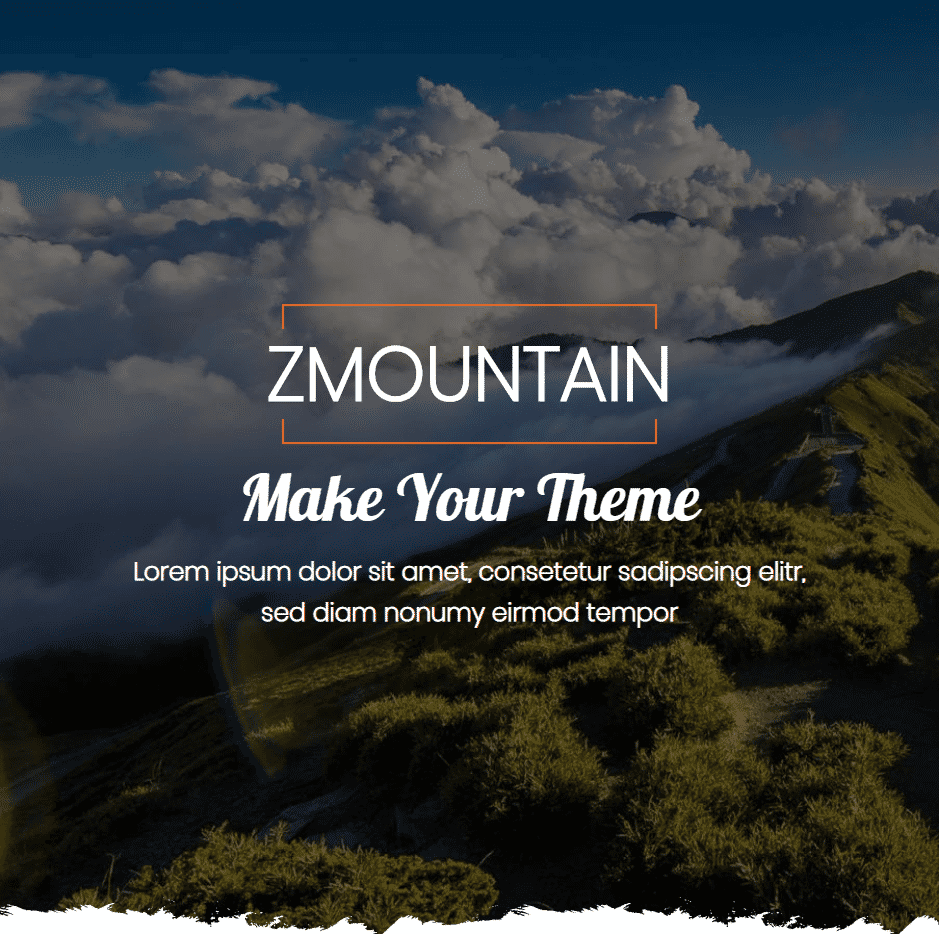 ZMOUNTAIN
Make Your Theme
Lorem ipsum dolor sit amet, consetetur sadipscing elitr,
sed diam nonumy eirmod tempor